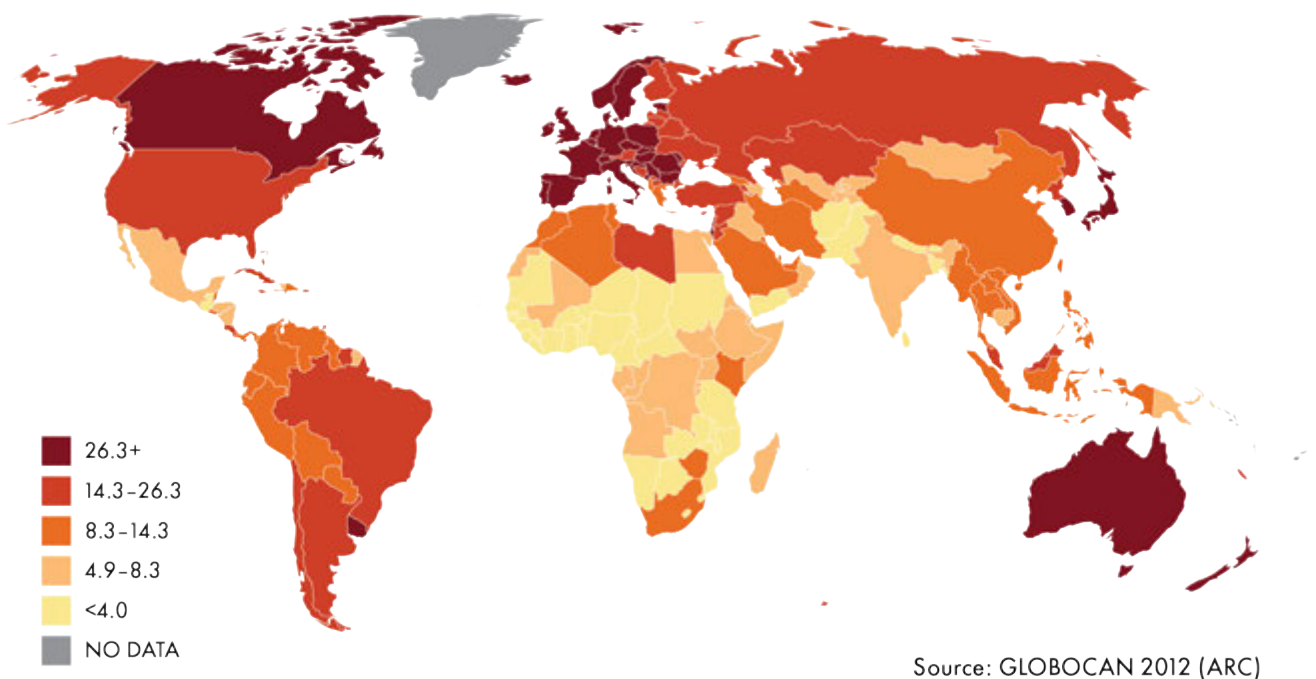 26.3+
14.3–26.3
8.3–14.3
4.9–8.3
<4.0
NO DATA
Source: GLOBOCAN 2012 (ARC)